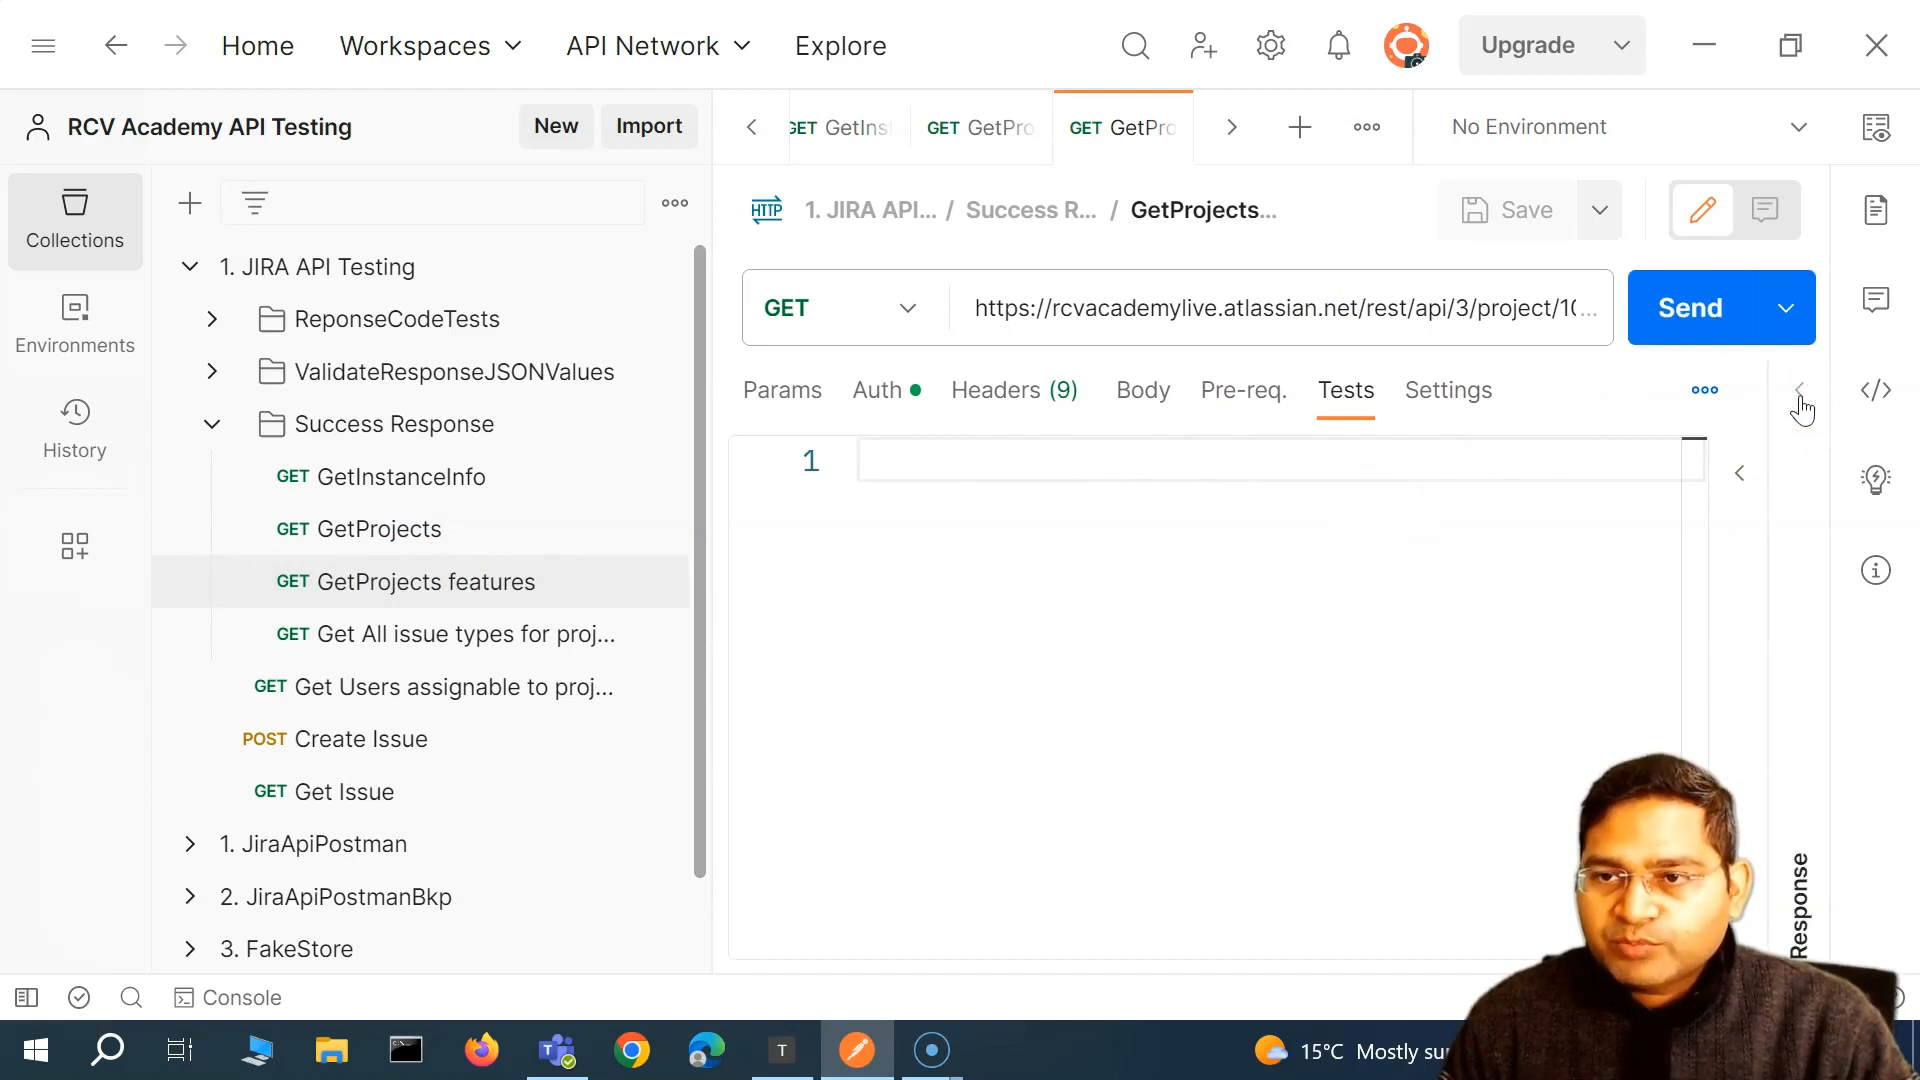 Home
Workspaces
API Network
Explore
Upgrade
RCV Academy API Testing
New
Import
GET GetIns
GET GetPro
GET GetPro
No Environment
Collections
Environments
History
1. JIRA API Testing
ReponseCodeTests
ValidateResponseJSONValues
Success Response
GET GetInstanceInfo
GET GetProjects
GET GetProjects features
GET Get All issue types for proj...
GET Get Users assignable to proj...
POST Create Issue
GET Get Issue
1. JiraApiPostman
2. JiraApiPostmanBkp
3. FakeStore
HTTP 1. JIRA API... / Success R... / GetProjects...
Save
GET
https://rcvacademylive.atlassian.net/rest/api/3/project/10...
Send
Params
Auth
Headers (9)
Body
Pre-req.
Tests
Settings
1
Response
Console
T
T
15°C Mostly su